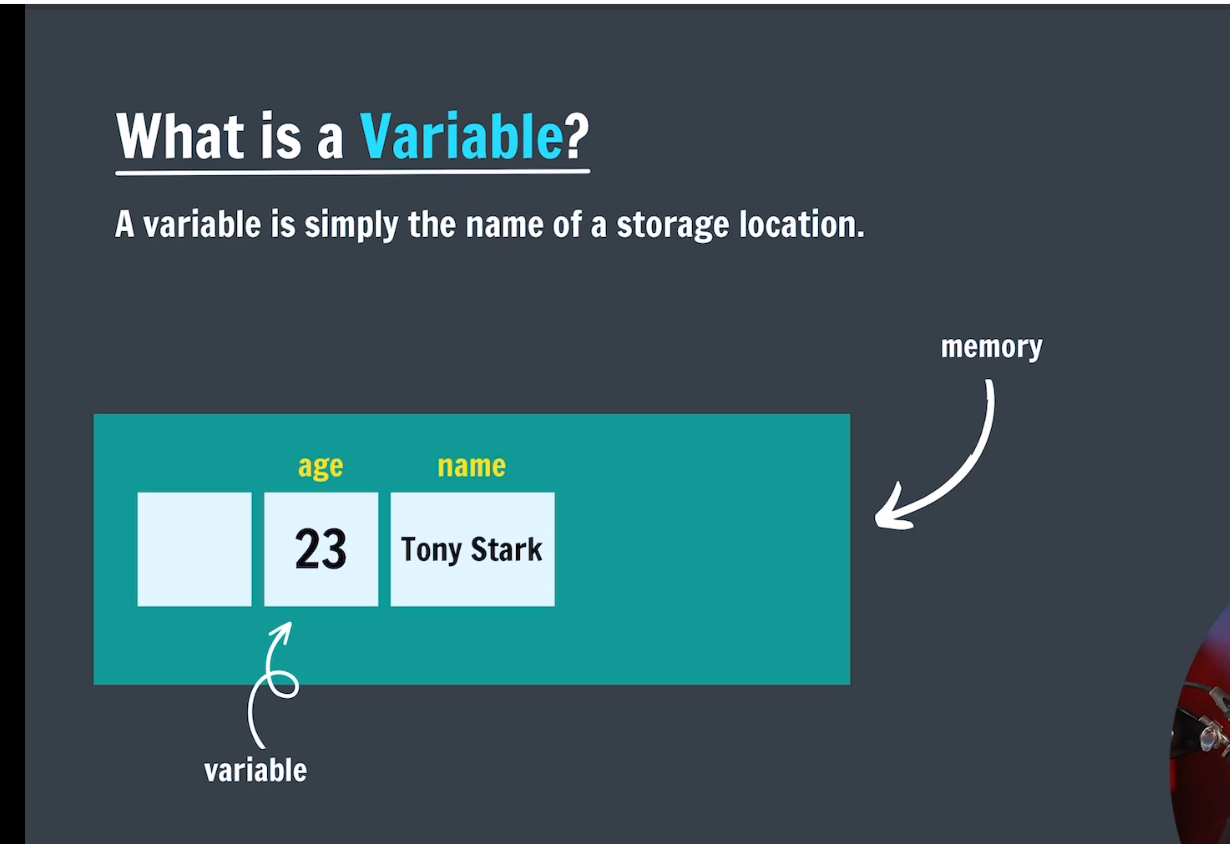 What is a Variable?
A variable is simply the name of a storage location.
memory
age name
23 Tony Stark
variable